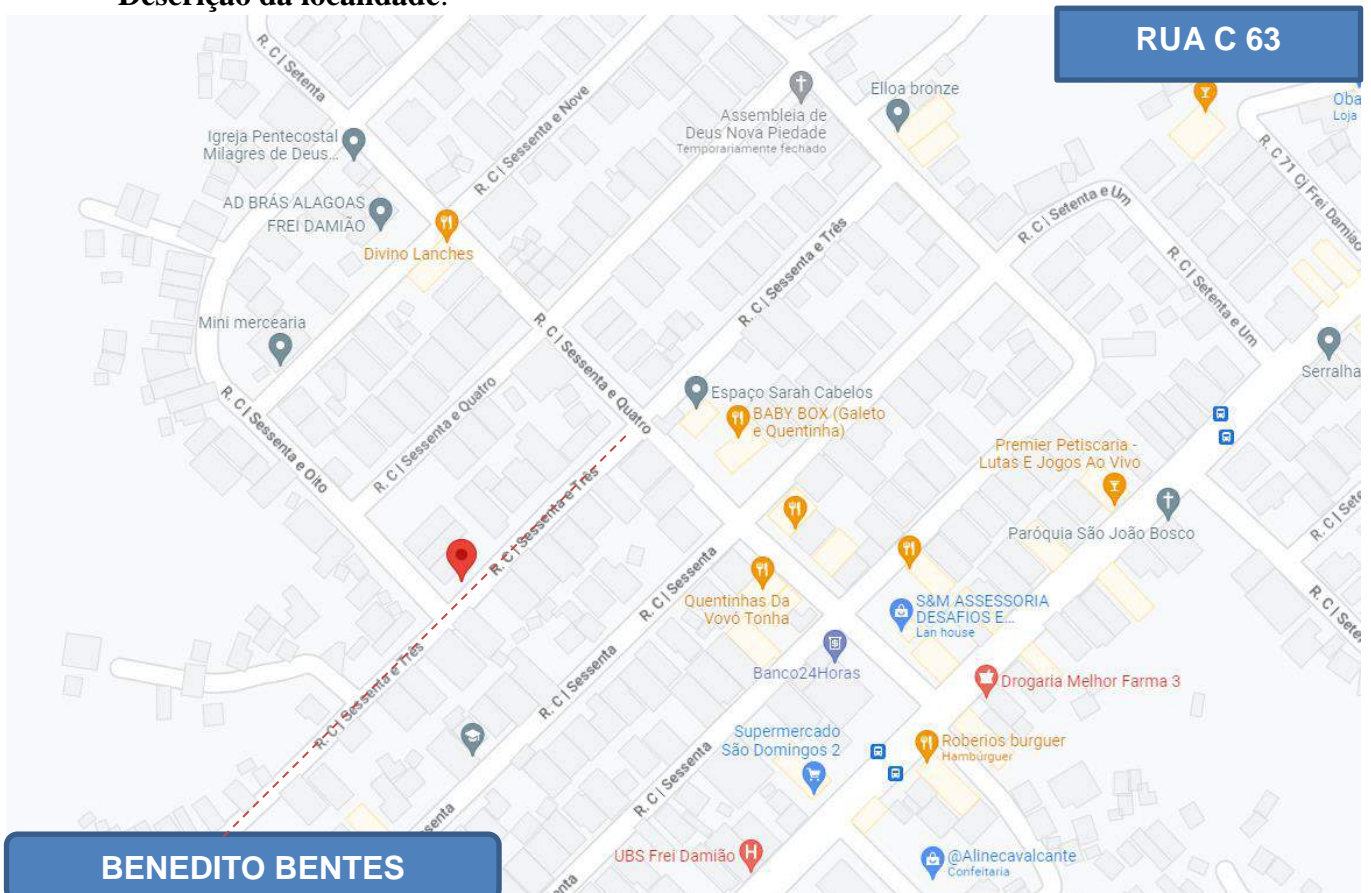 Descrição da localidade:
RUA C 63
R. C | Setenta
Elloa bronze
Oba
Loja
Assembleia de
Deus Nova Piedade
Temporariamente fechado
Igreja Pentecostal
Milagres de Deus...
R. C | Sessenta e Nove
R. C 71 Cj Frei Damião
AD BRÁS ALAGOAS
FREI DAMIÃO
R. C | Setenta e Um
Divino Lanches
R. C | Sessenta e Três
R. C | Setenta e Um
Mini mercearia
R. C | Sessenta e Quatro
Serralha
Espaço Sarah Cabelos
R. C | Sessenta e Quatro
BABY BOX (Galeto
e Quentinha)
R. C | Sessenta e Oito
Premier Petiscaria -
Lutas E Jogos Ao Vivo
R. C | Sessenta e Três
Paróquia São João Bosco
R. C | Sete
R. C | Sessenta
Quentinhas Da
Vovó Tonha
S&M ASSESSORIA
DESAFIOS E...
Lan house
R. C | Sete
Banco24Horas
Drogaria Melhor Farma 3
R. C | Sessenta e Três
R. C | Sessenta
Supermercado
São Domingos 2
Roberios burguer
Hambúrguer
R. C | Sessenta
senta
UBS Frei Damião
@Alinecavalcante
Confeitaria
BENEDITO BENTES
nta